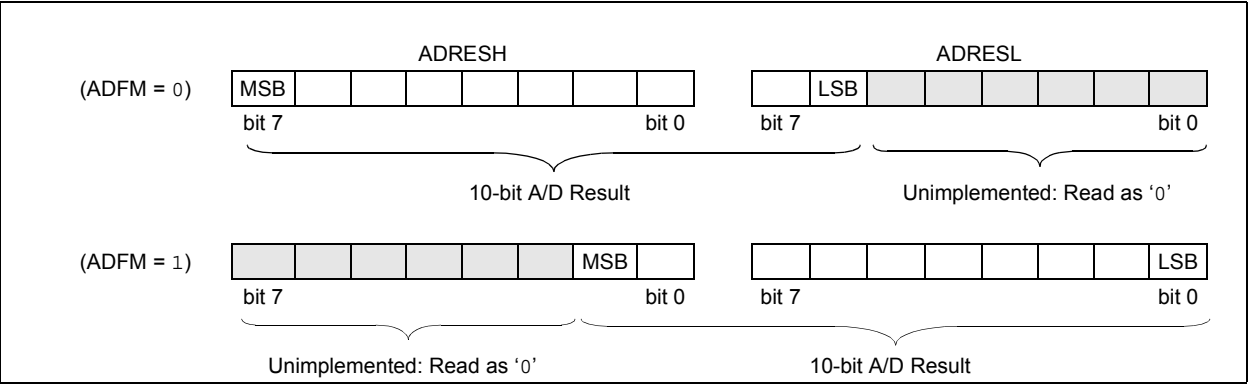 ADRESH ADRESL
(ADFM = 0) MSB LSB
bit 7 bit 0 bit 7 bit 0
10-bit A/D Result Unimplemented: Read as ‘0’
(ADFM = 1) MSB LSB
bit 7 bit 0 bit 7 bit 0
Unimplemented: Read as ‘0’ 10-bit A/D Result